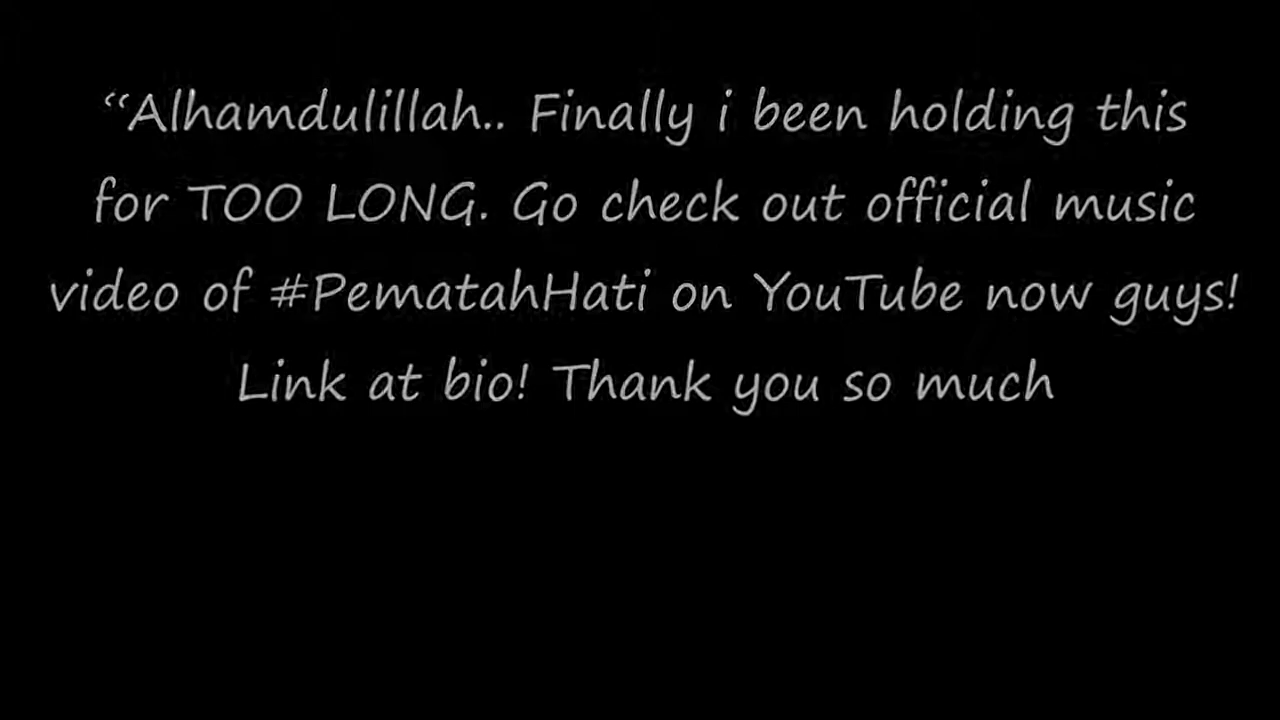 “Alhamdulillah.. Finally i been holding this
for TOO LONG. Go check out official music
video of #PematahHati on YouTube now guys!
Link at bio! Thank you so much